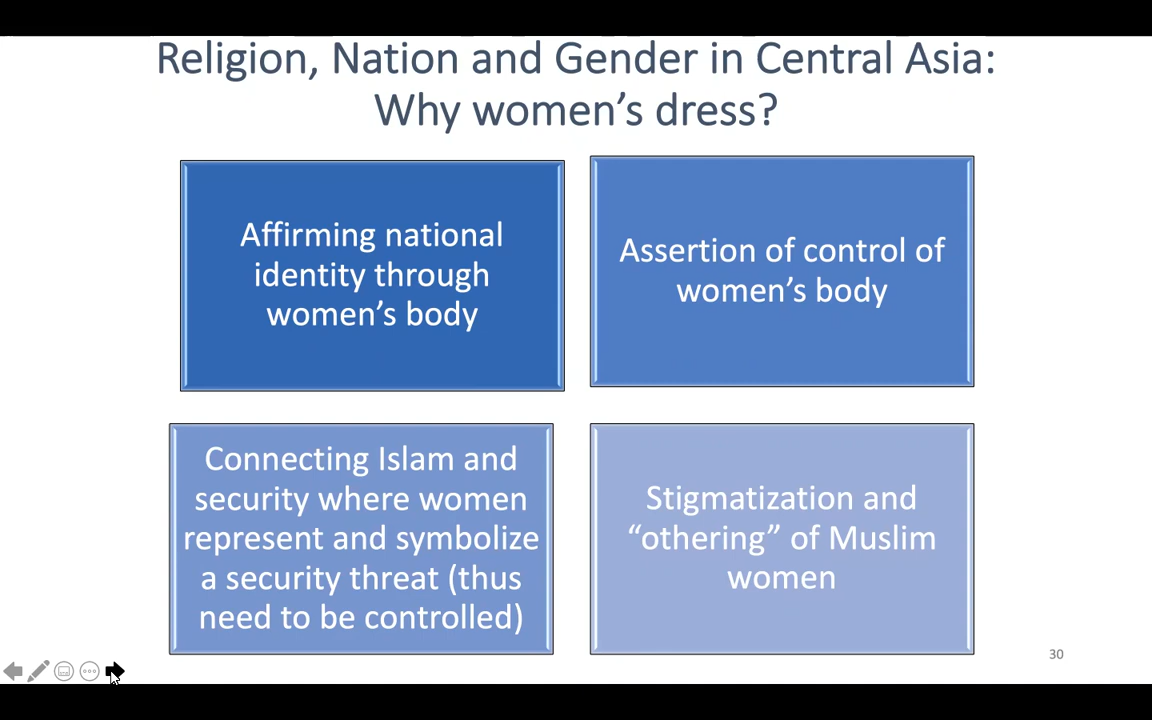 Religion, Nation and Gender in Central Asia:
Why women’s dress?
Affirming national
identity through
women’s body
Assertion of control of
women’s body
Connecting Islam and
security where women
represent and symbolize
a security threat (thus
need to be controlled)
Stigmatization and
“othering” of Muslim
women
30